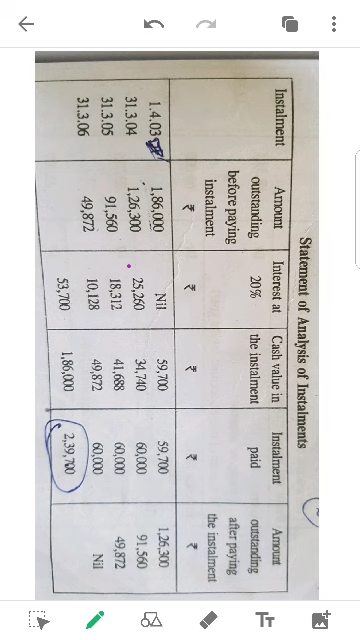 Statement of Analysis of Instalments
Instalment Amount outstanding before paying instalment ₹ Interest at 20% ₹ Cash value in the instalment ₹ Instalment paid ₹ Amount outstanding after paying the instalment ₹
1.4.03 1,86,000 Nil 59,700 59,700 1,26,300
31.3.04 1,26,300 25,260 34,740 60,000 91,560
31.3.05 91,560 18,312 41,688 60,000 49,872
31.3.06 49,872 10,128 49,872 60,000 Nil
53,700 1,86,000 2,39,700
TT